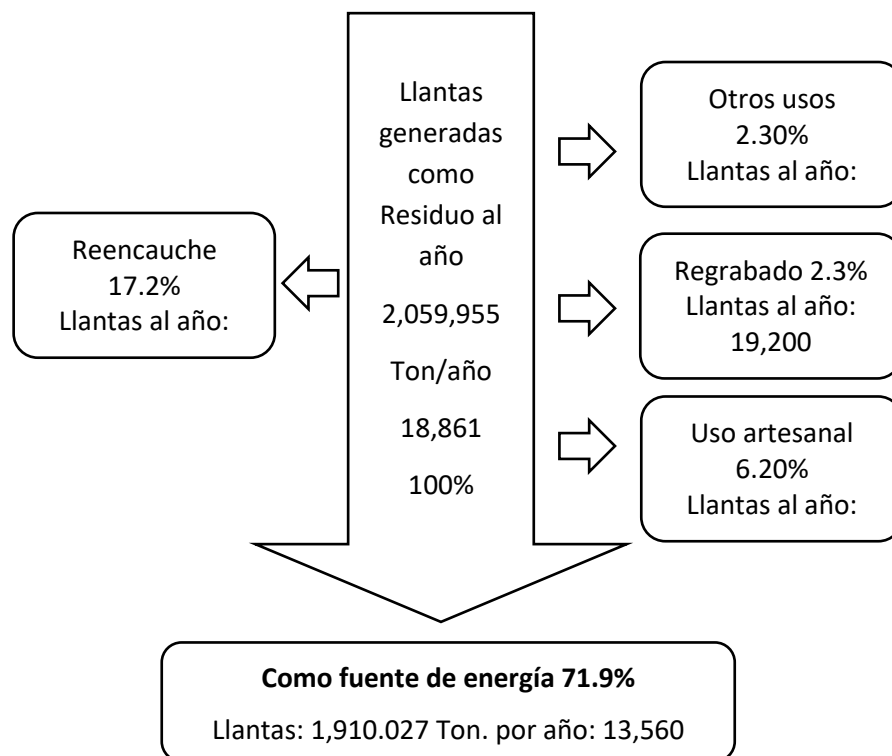 Llantas
generadas
como
Residuo al
año
2,059,955
Ton/año
18,861
100%
Otros usos
2.30%
Llantas al año:
Reencauche
17.2%
Llantas al año:
Regrabado 2.3%
Llantas al año:
19,200
Uso artesanal
6.20%
Llantas al año:
Como fuente de energía 71.9%
Llantas: 1,910.027 Ton. por año: 13,560